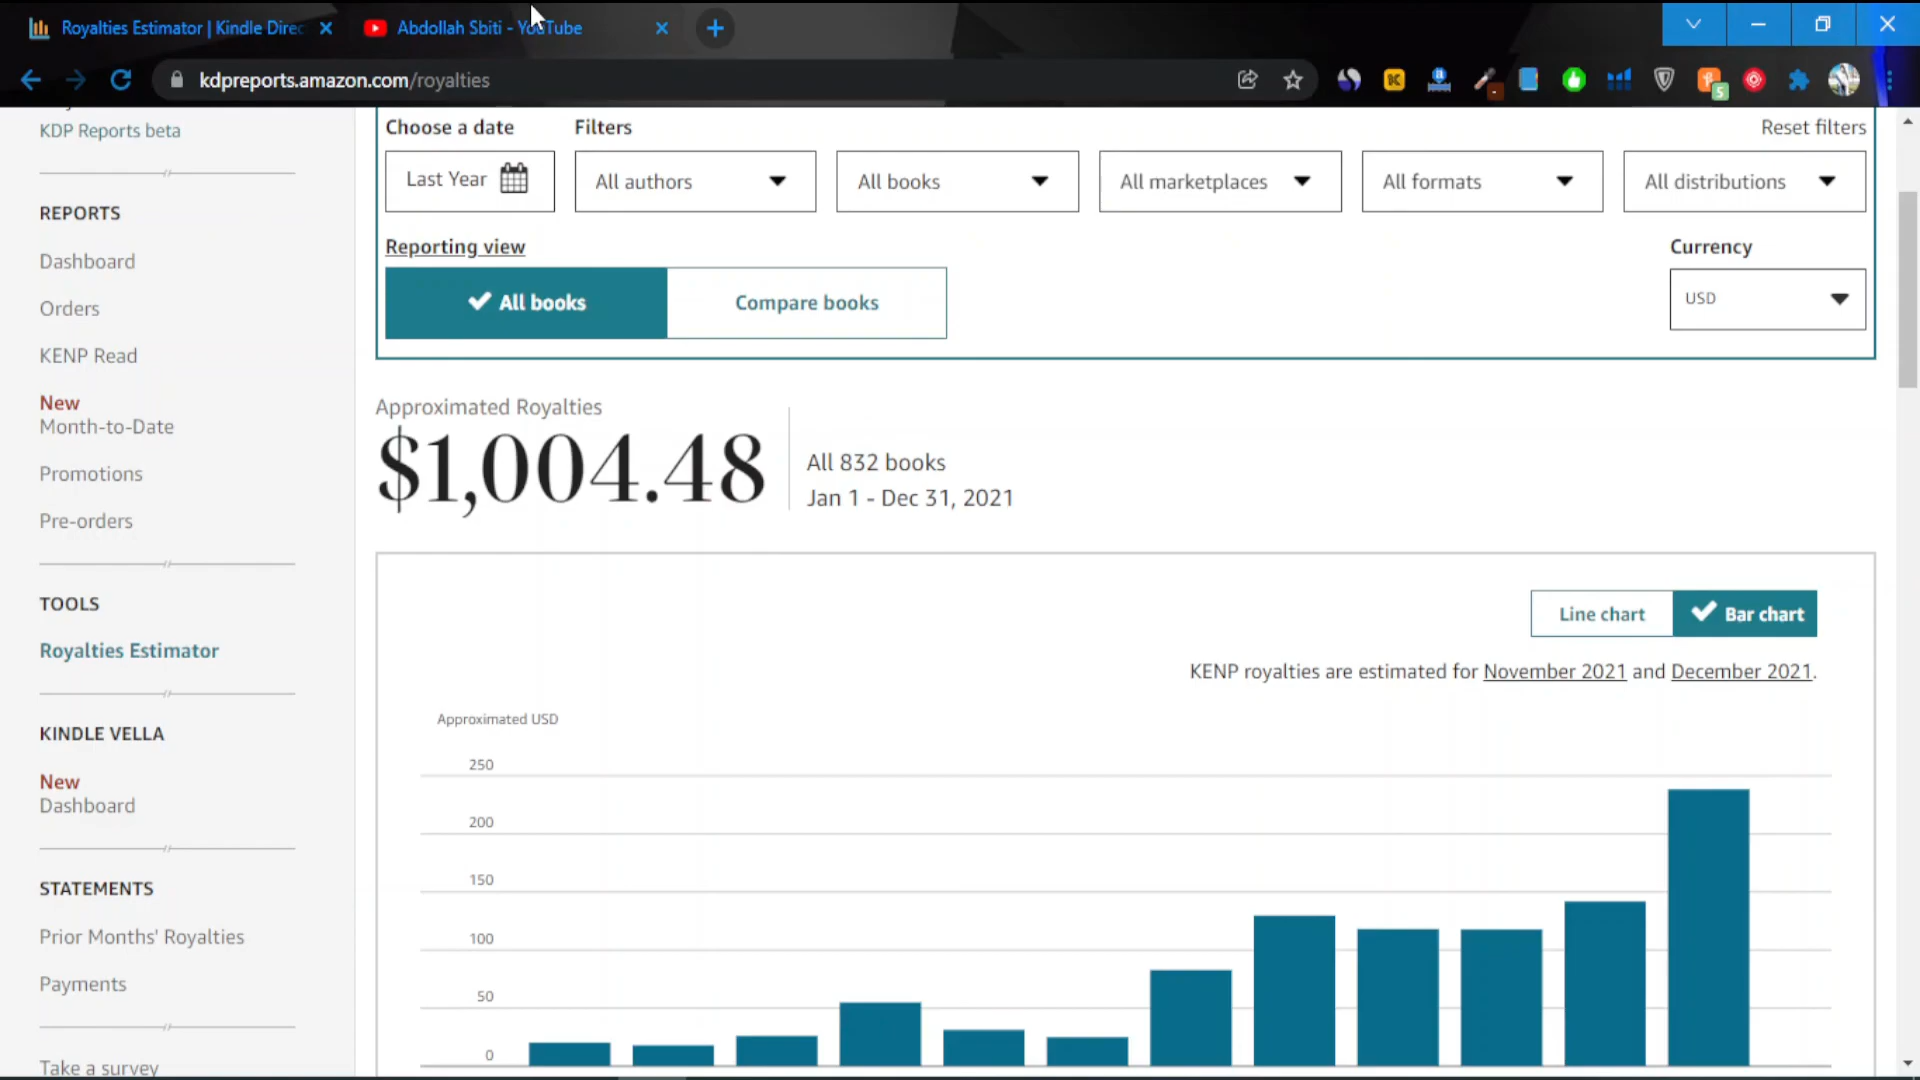 Royalties Estimator | Kindle Direc
Abdollah Sbiti - YouTube
kdpreports.amazon.com/royalties
KDP Reports beta
REPORTS
Dashboard
Orders
KENP Read
New
Month-to-Date
Promotions
Pre-orders
TOOLS
Royalties Estimator
KINDLE VELLA
New
Dashboard
STATEMENTS
Prior Months' Royalties
Payments
Take a survey
Choose a date
Filters
Reset filters
Last Year
All authors
All books
All marketplaces
All formats
All distributions
Reporting view
Currency
All books
Compare books
USD
Approximated Royalties
$1,004.48
All 832 books
Jan 1 - Dec 31, 2021
Line chart
Bar chart
KENP royalties are estimated for November 2021 and December 2021.
Approximated USD
250
200
150
100
50
0